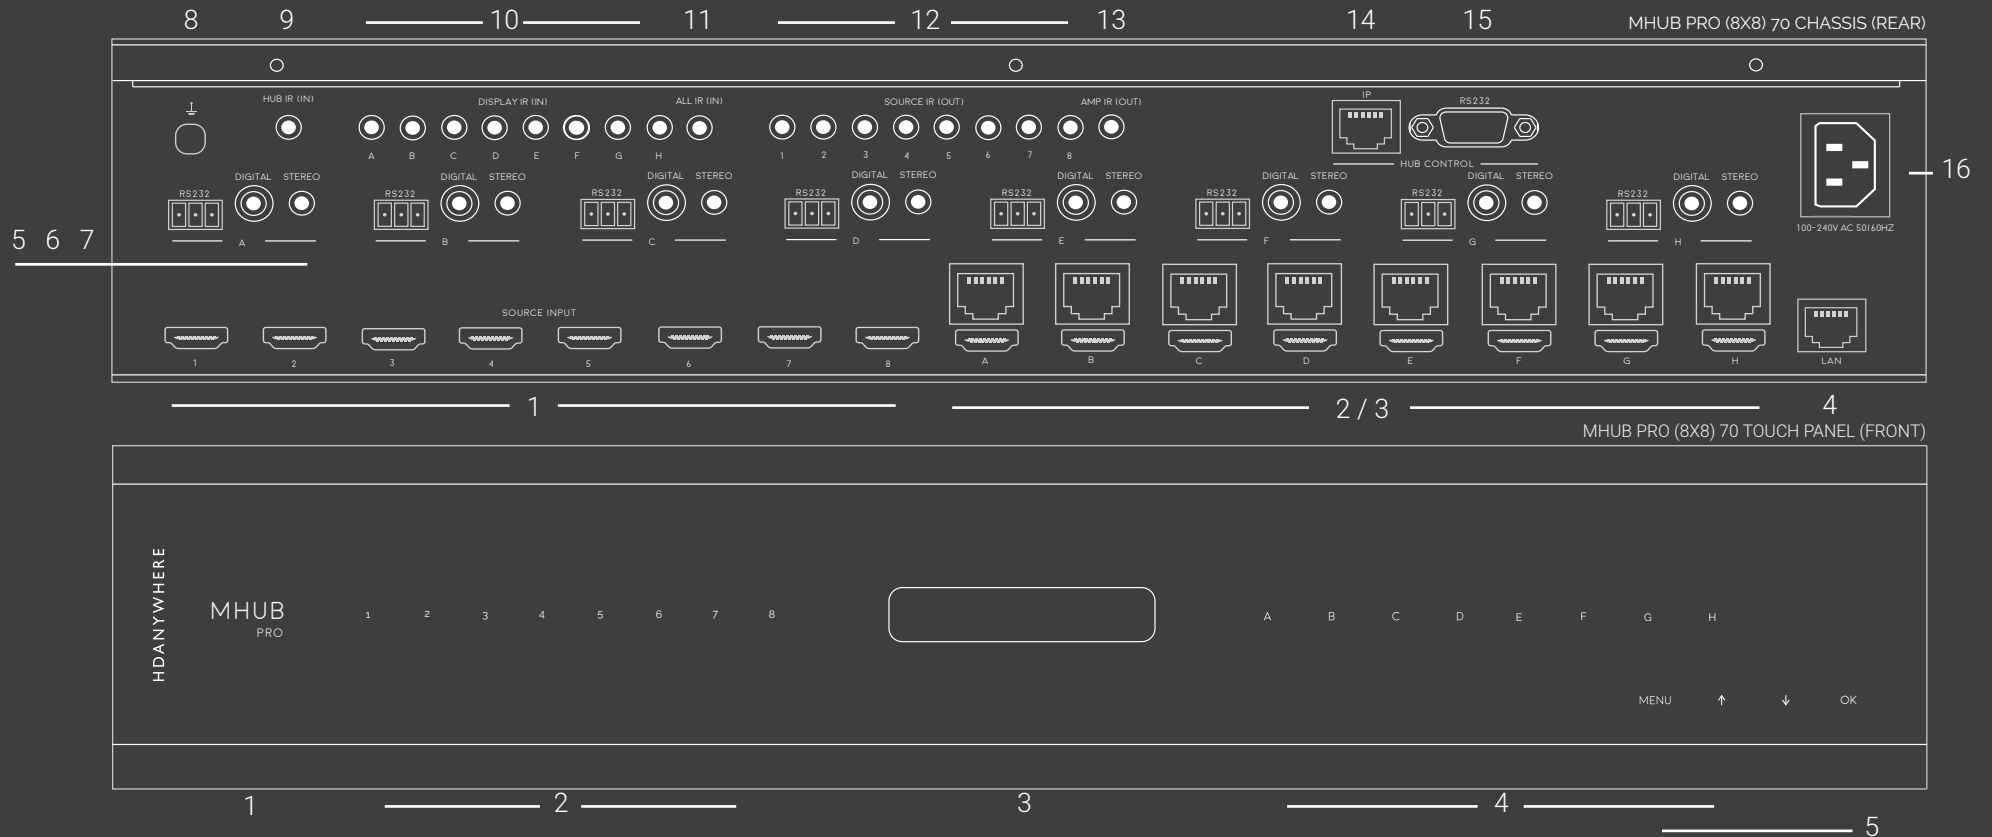 8 9 10 11 12 13 14 15 MHUB PRO (8X8) 70 CHASSIS (REAR)
HUB IR (IN) DISPLAY IR (IN) ALL IR (IN) SOURCE IR (OUT) AMP IR (OUT) IP RS232
A B C D E F G H 1 2 3 4 5 6 7 8 HUB CONTROL
16
RS232 DIGITAL STEREO RS232 DIGITAL STEREO RS232 DIGITAL STEREO RS232 DIGITAL STEREO RS232 DIGITAL STEREO RS232 DIGITAL STEREO RS232 DIGITAL STEREO RS232 DIGITAL STEREO
100-240V AC 50/60HZ
5 6 7 A B C D E F G H
SOURCE INPUT
1 2 3 4 5 6 7 8 A B C D E F G H LAN
1 2 / 3 4
MHUB PRO (8X8) 70 TOUCH PANEL (FRONT)
HDANYWHERE
MHUB 1 2 3 4 5 6 7 8 A B C D E F G H
PRO
MENU ↑ ↓ OK
1 2 3 4
5